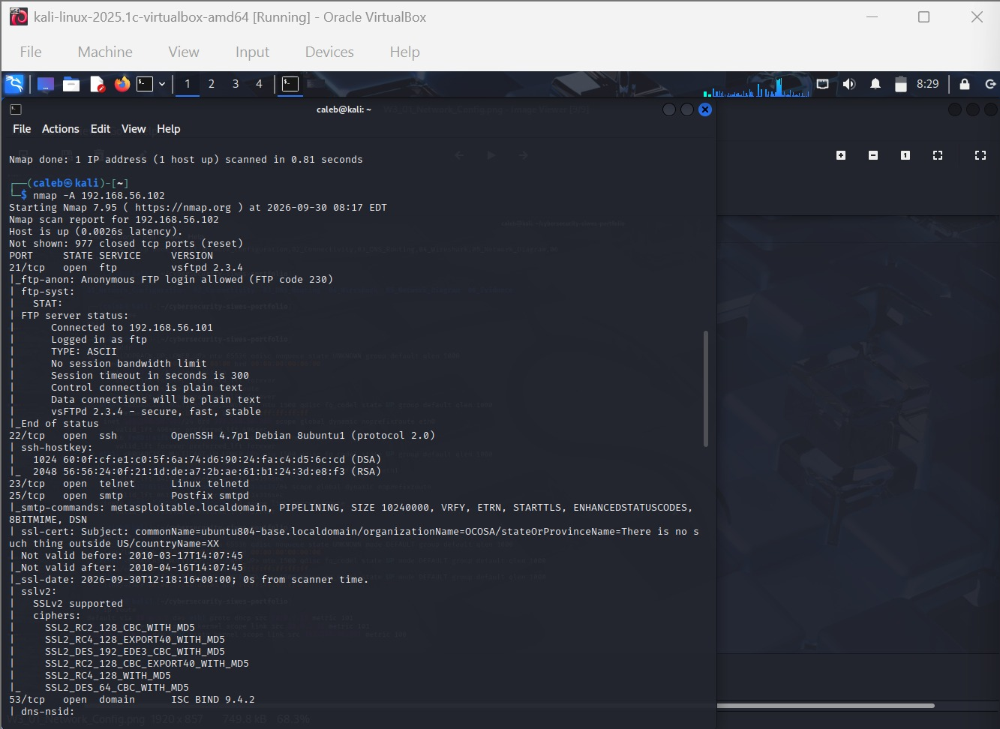 kali-linux-2025.1c-virtualbox-amd64 [Running] - Oracle VirtualBox
File Machine View Input Devices Help
1 2 3 4 8:29
caleb@kali: ~
File Actions Edit View Help
Nmap done: 1 IP address (1 host up) scanned in 0.81 seconds
┌──(caleb㉿kali)-[~]
└─$ nmap -A 192.168.56.102
Starting Nmap 7.95 ( https://nmap.org ) at 2026-09-30 08:17 EDT
Nmap scan report for 192.168.56.102
Host is up (0.0026s latency).
Not shown: 977 closed tcp ports (reset)
PORT     STATE SERVICE     VERSION
21/tcp   open  ftp         vsftpd 2.3.4
|_ftp-anon: Anonymous FTP login allowed (FTP code 230)
| ftp-syst:
|   STAT:
| FTP server status:
|      Connected to 192.168.56.101
|      Logged in as ftp
|      TYPE: ASCII
|      No session bandwidth limit
|      Session timeout in seconds is 300
|      Control connection is plain text
|      Data connections will be plain text
|      vsFTPd 2.3.4 - secure, fast, stable
|_End of status
22/tcp   open  ssh         OpenSSH 4.7p1 Debian 8ubuntu1 (protocol 2.0)
| ssh-hostkey:
|   1024 60:0f:cf:e1:c0:5f:6a:74:d6:90:24:fa:c4:d5:6c:cd (DSA)
|_  2048 56:56:24:0f:21:1d:de:a7:2b:ae:61:b1:24:3d:e8:f3 (RSA)
23/tcp   open  telnet      Linux telnetd
25/tcp   open  smtp        Postfix smtpd
|_smtp-commands: metasploitable.localdomain, PIPELINING, SIZE 10240000, VRFY, ETRN, STARTTLS, ENHANCEDSTATUSCODES,
8BITMIME, DSN
| ssl-cert: Subject: commonName=ubuntu804-base.localdomain/organizationName=OCOSA/stateOrProvinceName=There is no s
uch thing outside US/countryName=XX
| Not valid before: 2010-03-17T14:07:45
|_Not valid after:  2010-04-16T14:07:45
|_ssl-date: 2026-09-30T12:18:16+00:00; 0s from scanner time.
| sslv2:
|   SSLv2 supported
|   ciphers:
|     SSL2_RC2_128_CBC_WITH_MD5
|     SSL2_RC4_128_EXPORT40_WITH_MD5
|     SSL2_DES_192_EDE3_CBC_WITH_MD5
|     SSL2_RC2_128_CBC_EXPORT40_WITH_MD5
|     SSL2_RC4_128_WITH_MD5
|_    SSL2_DES_64_CBC_WITH_MD5
53/tcp   open  domain      ISC BIND 9.4.2
| dns-nsid:
W3_01_Network_Config.png 1920 x 857 749.8 kB 68.3%